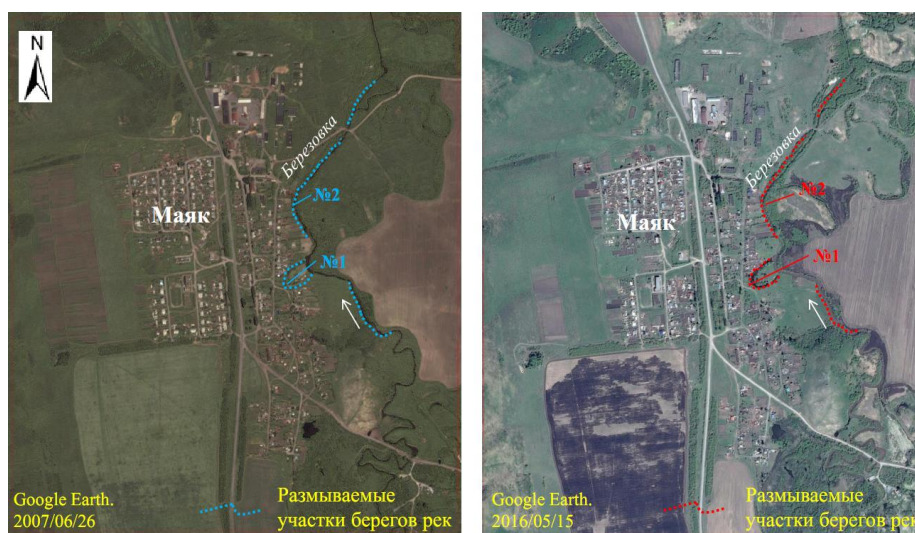 N
Березовка
№2
Маяк
№1
Google Earth.
2007/06/26
Размываемые
участки берегов рек
Березовка
№2
Маяк
№1
Google Earth.
2016/05/15
Размываемые
участки берегов рек